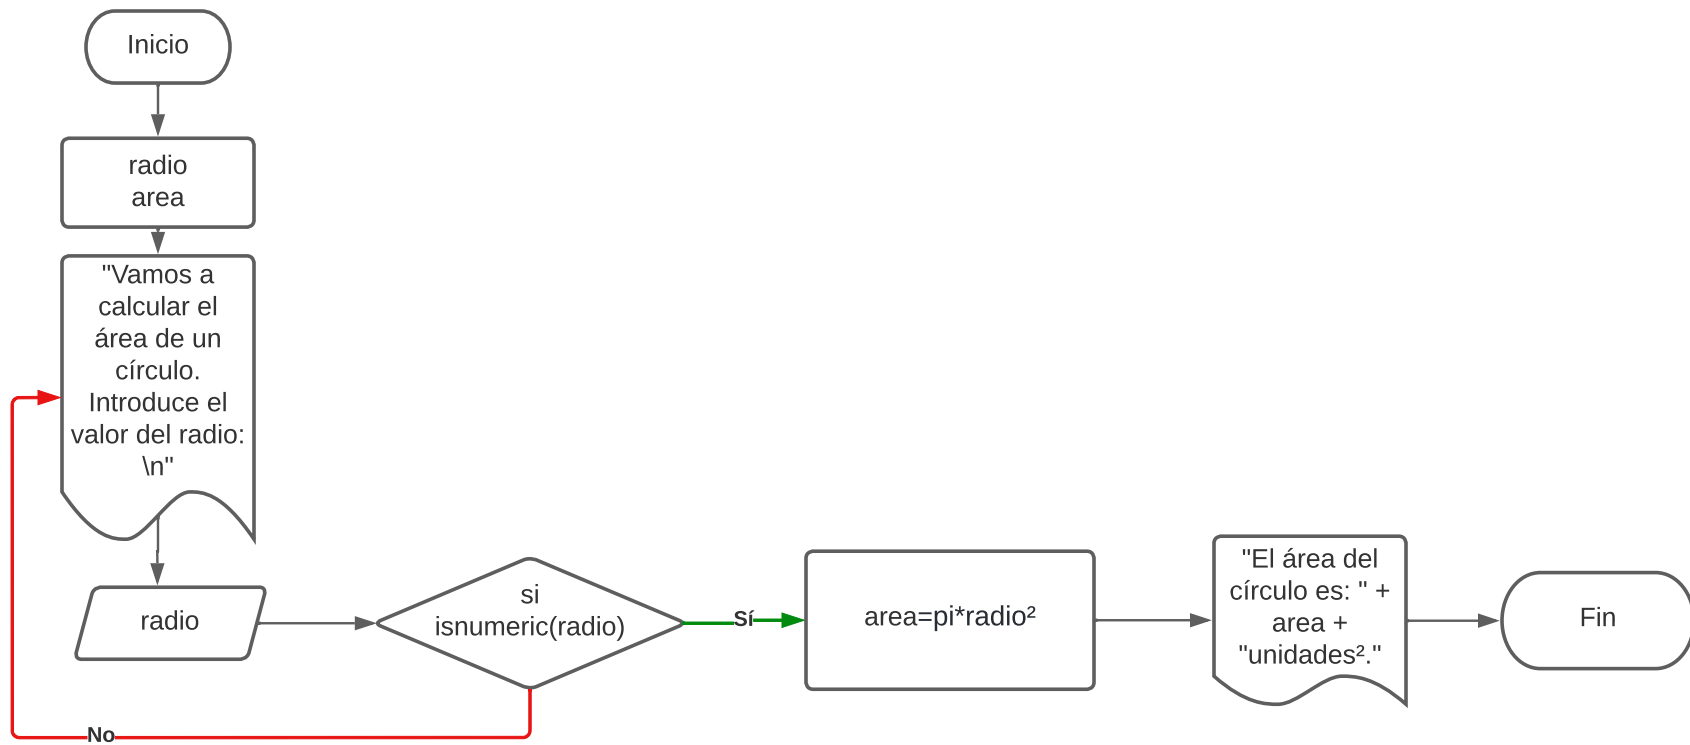 Inicio
radio
area
"Vamos a
calcular el
área de un
círculo.
Introduce el
valor del radio:
\n"
radio
si
isnumeric(radio)
Sí
No
area=pi*radio²
"El área del
círculo es: " +
area +
"unidades²."
Fin